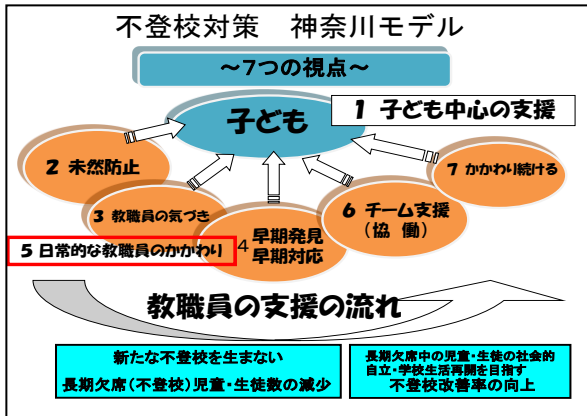 不登校対策　神奈川モデル
～7つの視点～
子ども
1 子ども中心の支援
2 未然防止
3 教職員の気づき
5 日常的な教職員のかかわり
4
早期発見
早期対応
6 チーム支援
（協 働）
7 かかわり続ける
教職員の支援の流れ
新たな不登校を生まない
長期欠席（不登校）児童・生徒数の減少
長期欠席中の児童・生徒の社会的
自立・学校生活再開を目指す
不登校改善率の向上